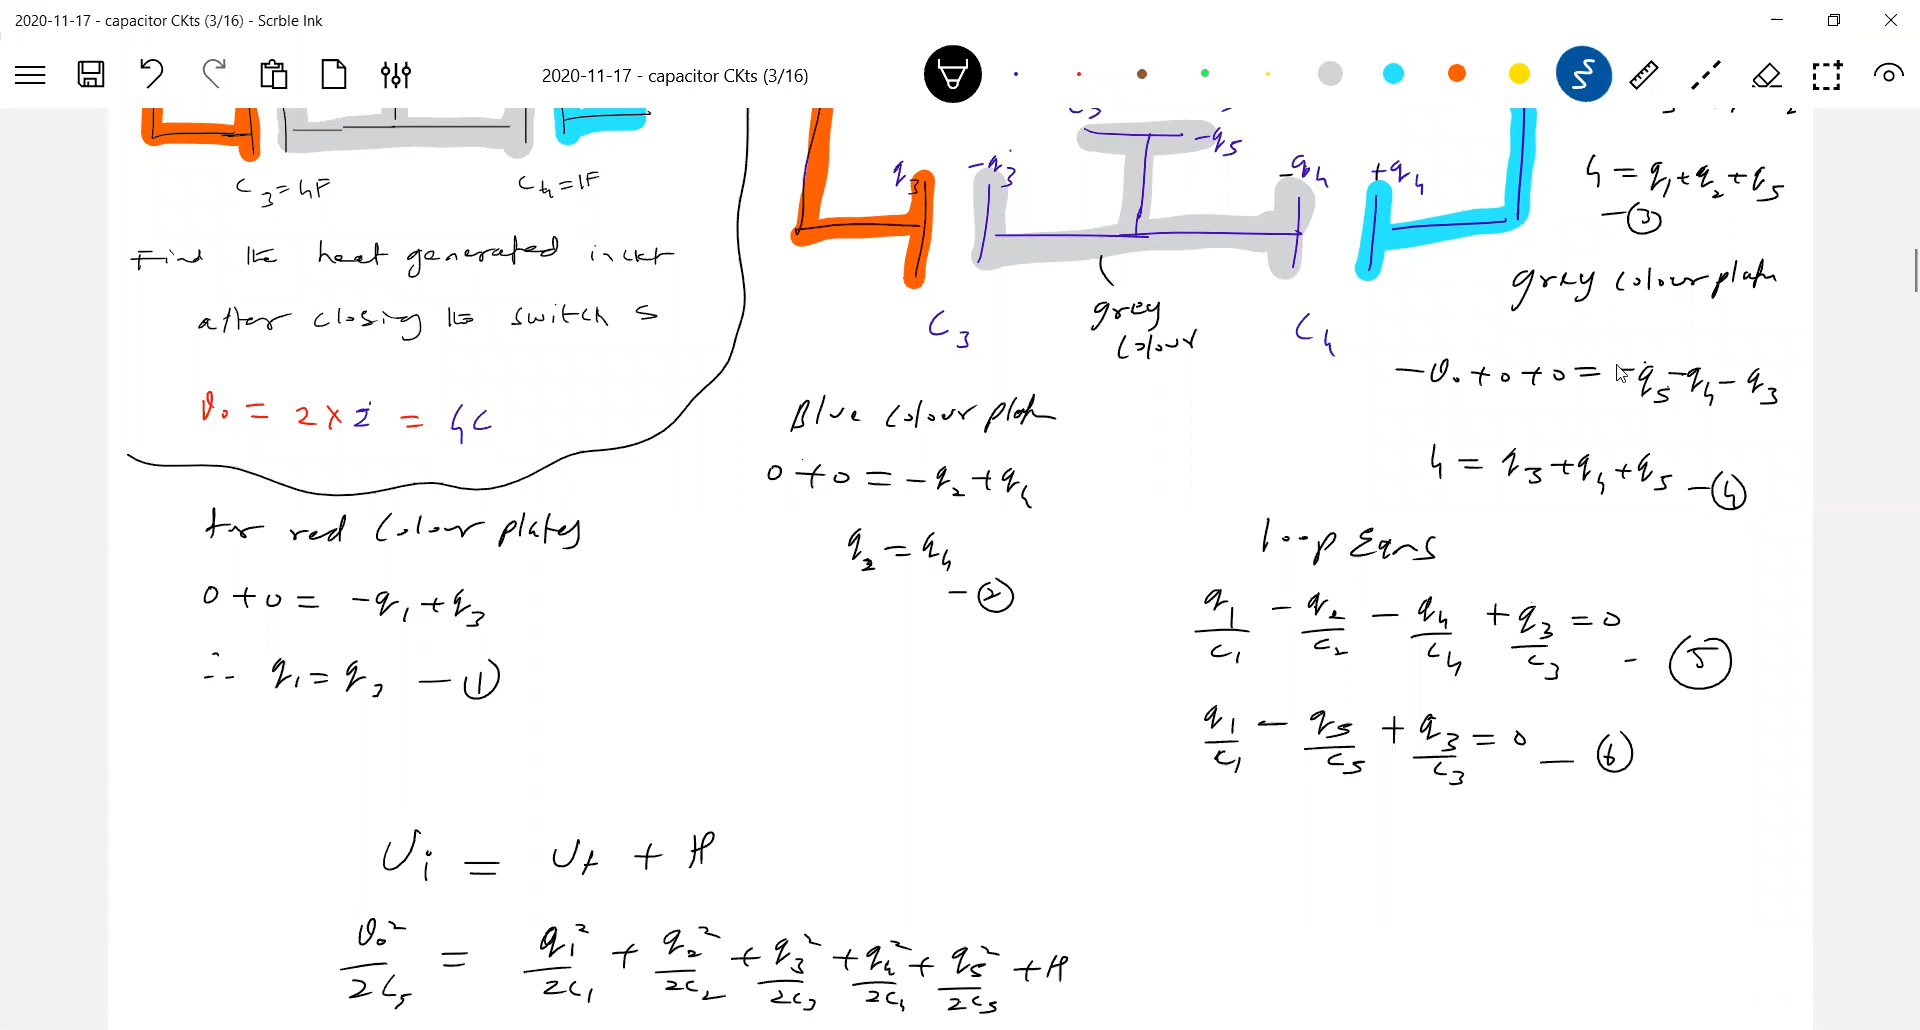 2020-11-17 - capacitor CKts (3/16) - Scrble Ink
2020-11-17 - capacitor CKts (3/16)
C₃=4F
C₄=1F
Find the heat generated in ckt
after closing the switch S
q₀ = 2 × 2 = 4C
for red colour plates
0+0 = -q₁+q₃
∴ q₁=q₃ - ①
q₃
-q₃
-q₅
-q₄
+q₄
C₃
grey
colour
C₄
Blue colour plate
0+0 = -q₂+q₄
q₂=q₄
- ②
4 = q₁+q₂+q₅
- ③
grey colour plate
-q₀+0+0 = -q₅-q₄-q₃
4 = q₃+q₄+q₅ - ④
loop Eqns
q₁/C₁ - q₂/C₂ - q₄/C₄ + q₃/C₃ = 0 - ⑤
q₁/C₁ - q₅/C₅ + q₃/C₃ = 0 - ⑥
Ui = Uf + H
q₀²/2C₅ = q₁²/2C₁ + q₂²/2C₂ + q₃²/2C₃ + q₄²/2C₄ + q₅²/2C₅ + H